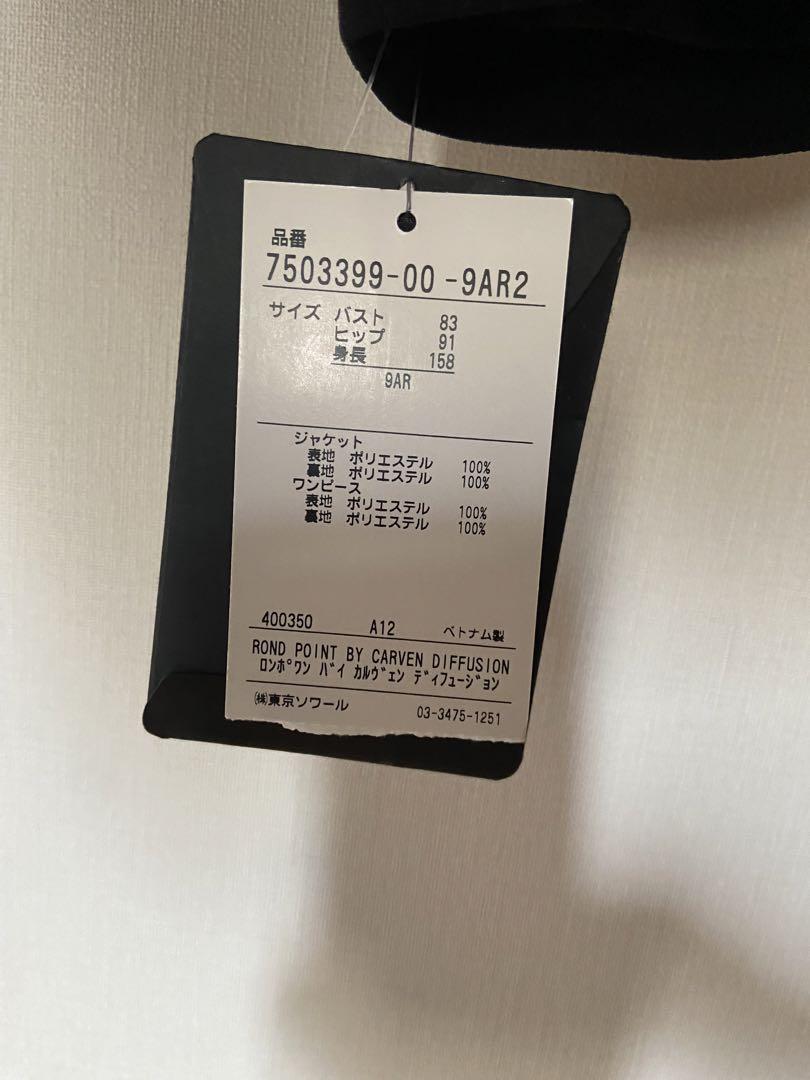 品番
7503399-00 -9AR2
サイズ バスト 83
ヒップ 91
身長 158
9AR
ジャケット
表地 ポリエステル 100%
裏地 ポリエステル 100%
ワンピース
表地 ポリエステル 100%
裏地 ポリエステル 100%
400350 A12 ベトナム製
ROND POINT BY CARVEN DIFFUSION
ロンポワン バイ カルヴェン ディフュージョン
㈱東京ソワール 03-3475-1251